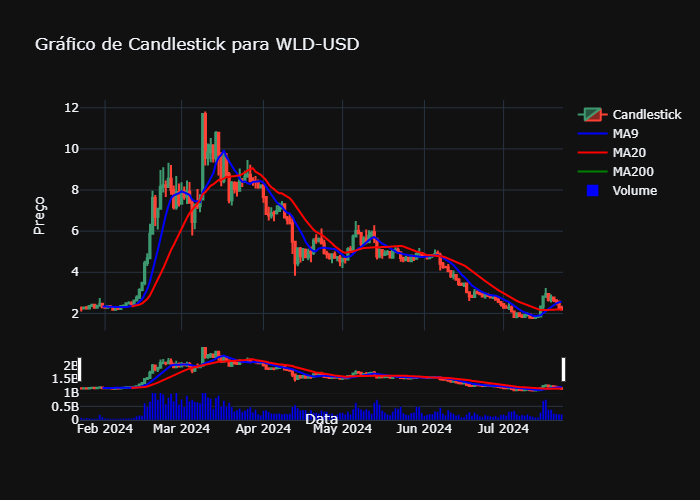 Gráfico de Candlestick para WLD-USD
12
10
8
6
4
2
Preço
Candlestick
MA9
MA20
MA200
Volume
2B
1.5B
1B
0.5B
0
Feb 2024 Mar 2024 Apr 2024 May 2024 Jun 2024 Jul 2024
Data